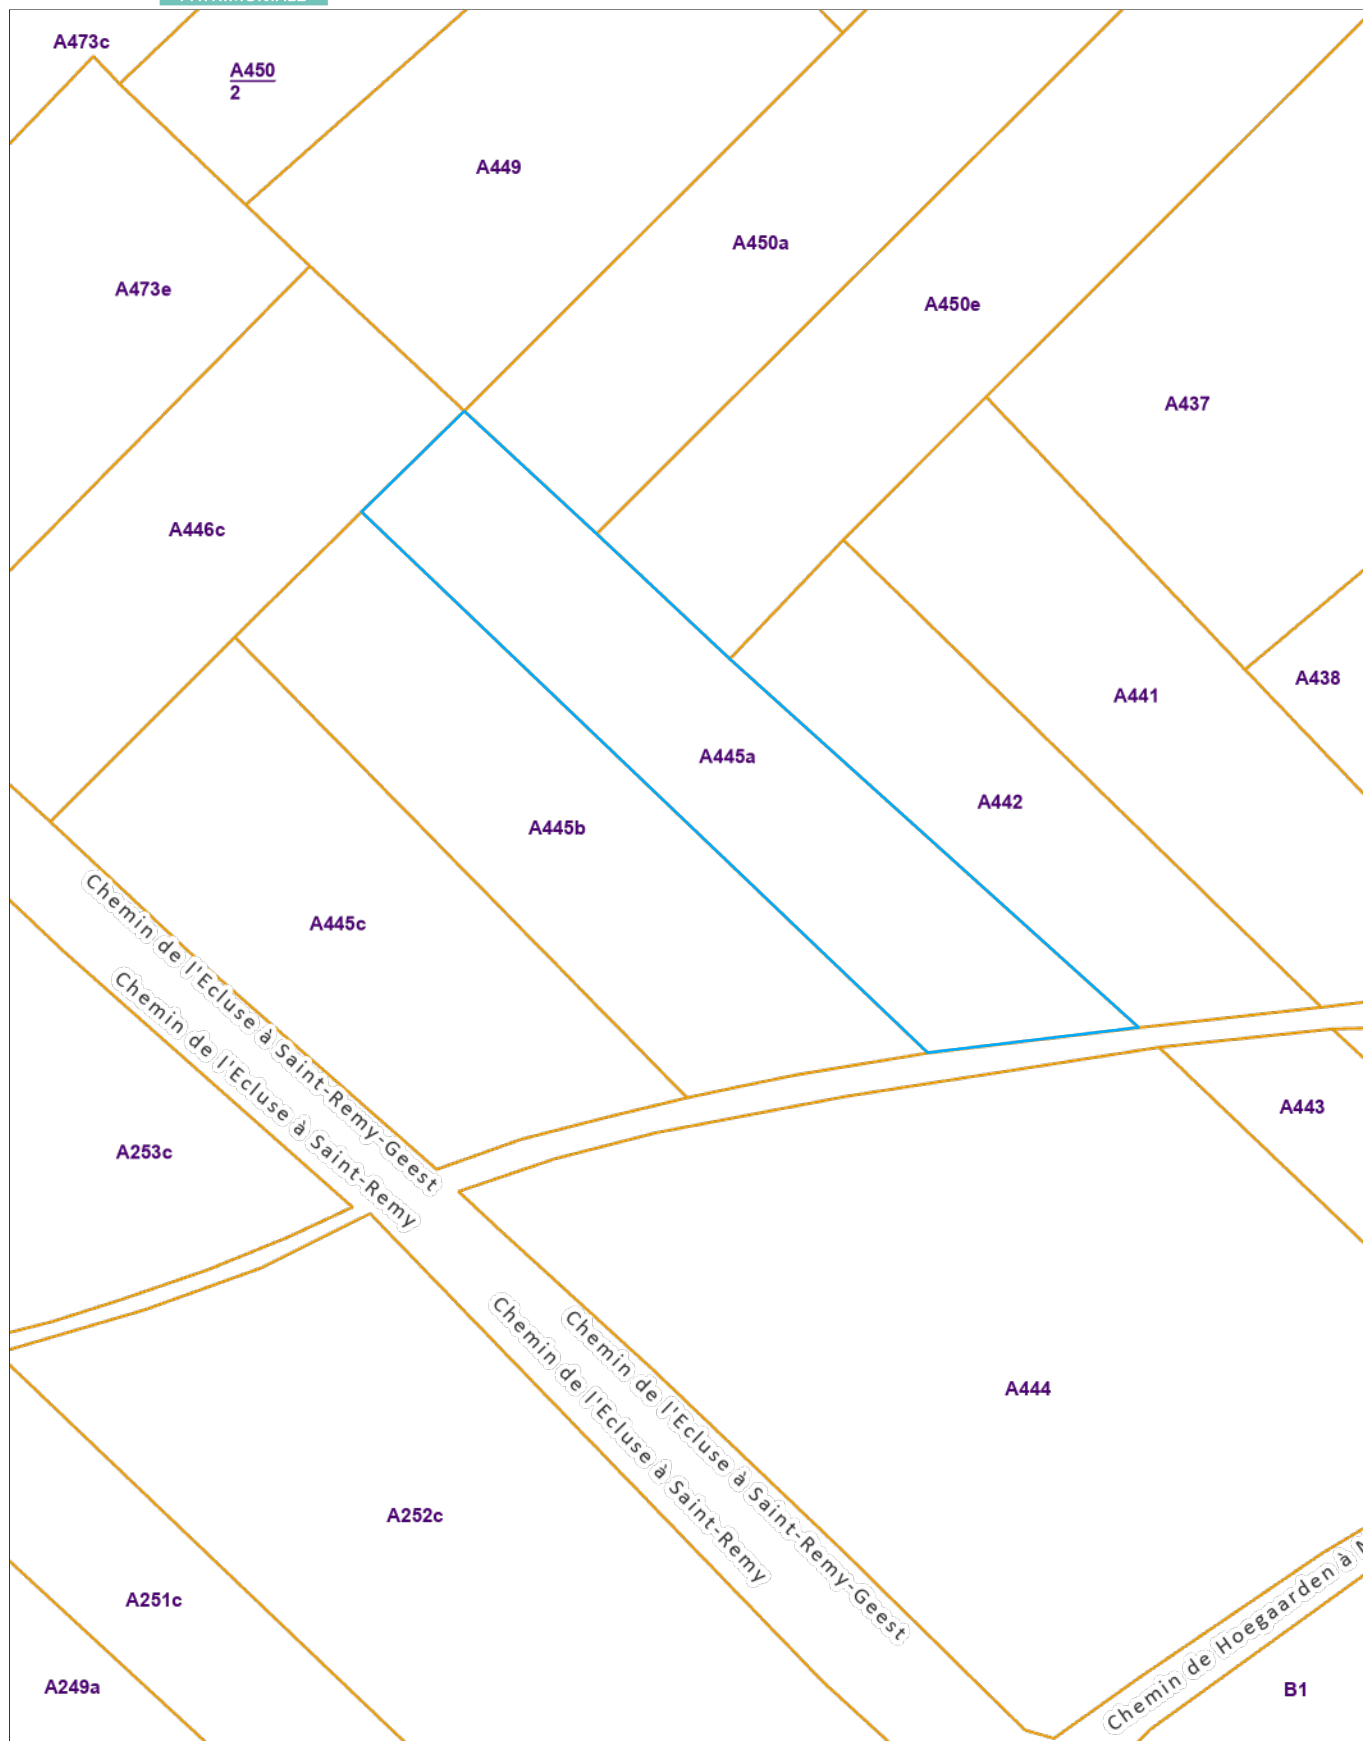 A473c
A450
2
A449
A450a
A473e
A450e
A437
A446c
A438
A441
A445a
A442
A445b
A445c
Chemin de l'Ecluse à Saint-Remy-Geest
Chemin de l'Ecluse à Saint-Remy
A443
A253c
Chemin de l'Ecluse à Saint-Remy-Geest
Chemin de l'Ecluse à Saint-Remy
A444
A252c
A251c
Chemin de Hoegaarden à
A249a
B1